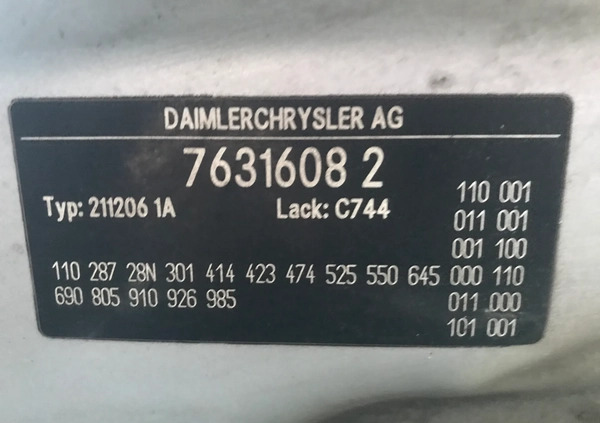 DAIMLERCHRYSLER AG
7631608 2
Typ: 211206 1A Lack: C744
110 001
011 001
001 100
110 287 28N 301 414 423 474 525 550 645 000 110
690 805 910 926 985 011 000
101 001